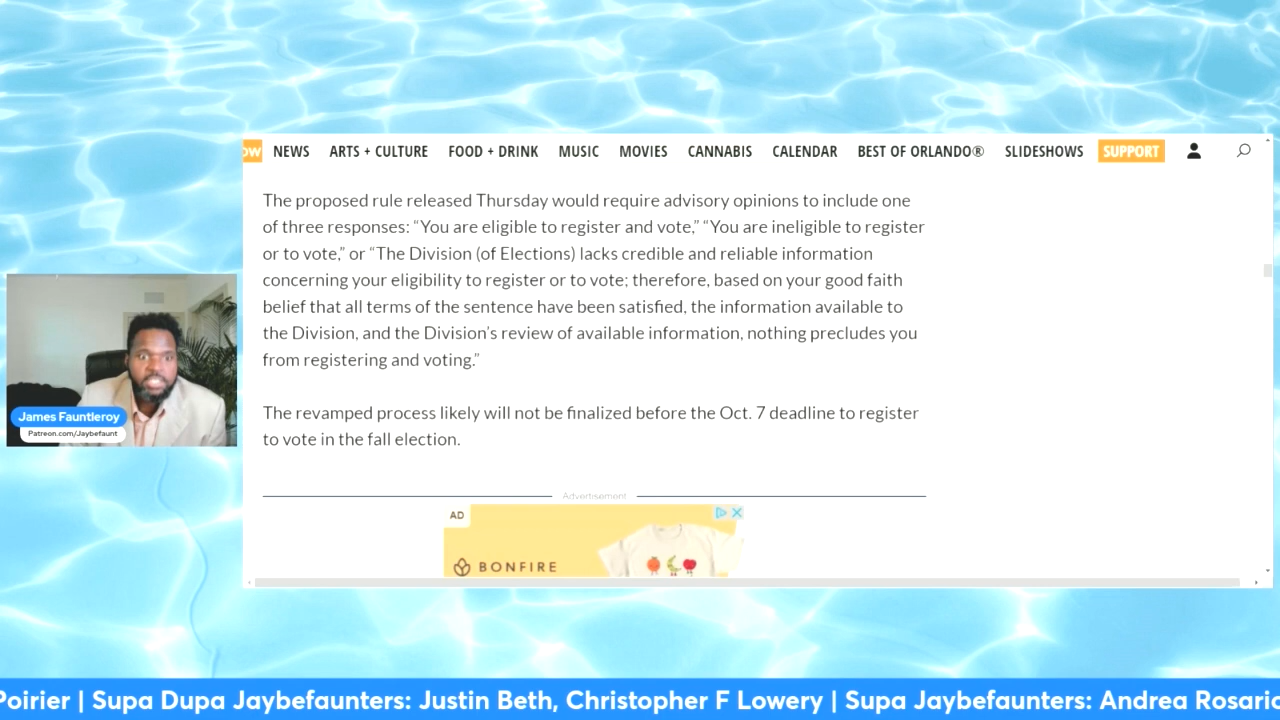 OW NEWS ARTS + CULTURE FOOD + DRINK MUSIC MOVIES CANNABIS CALENDAR BEST OF ORLANDO® SLIDESHOWS SUPPORT
The proposed rule released Thursday would require advisory opinions to include one
of three responses: “You are eligible to register and vote,” “You are ineligible to register
or to vote,” or “The Division (of Elections) lacks credible and reliable information
concerning your eligibility to register or to vote; therefore, based on your good faith
belief that all terms of the sentence have been satisfied, the information available to
the Division, and the Division’s review of available information, nothing precludes you
from registering and voting.”
The revamped process likely will not be finalized before the Oct. 7 deadline to register
to vote in the fall election.
Advertisement
AD
BONFIRE
James Fauntleroy
Patreon.com/Jaybefaunt
Poirier | Supa Dupa Jaybefaunters: Justin Beth, Christopher F Lowery | Supa Jaybefaunters: Andrea Rosario